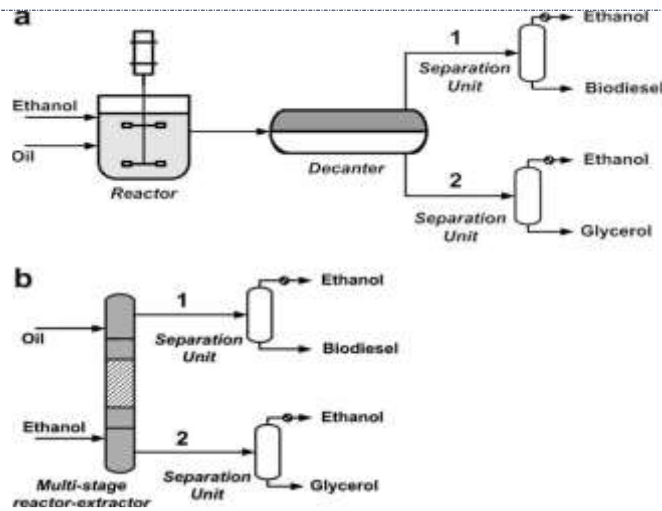 a
Ethanol
1
Separation
Unit
Biodiesel
Ethanol
Oil
Reactor
Decanter
Ethanol
2
Separation
Unit
Glycerol
b
Ethanol
1
Oil
Separation
Unit
Biodiesel
Ethanol
Ethanol
2
Separation
Unit
Glycerol
Multi-stage
reactor-extractor